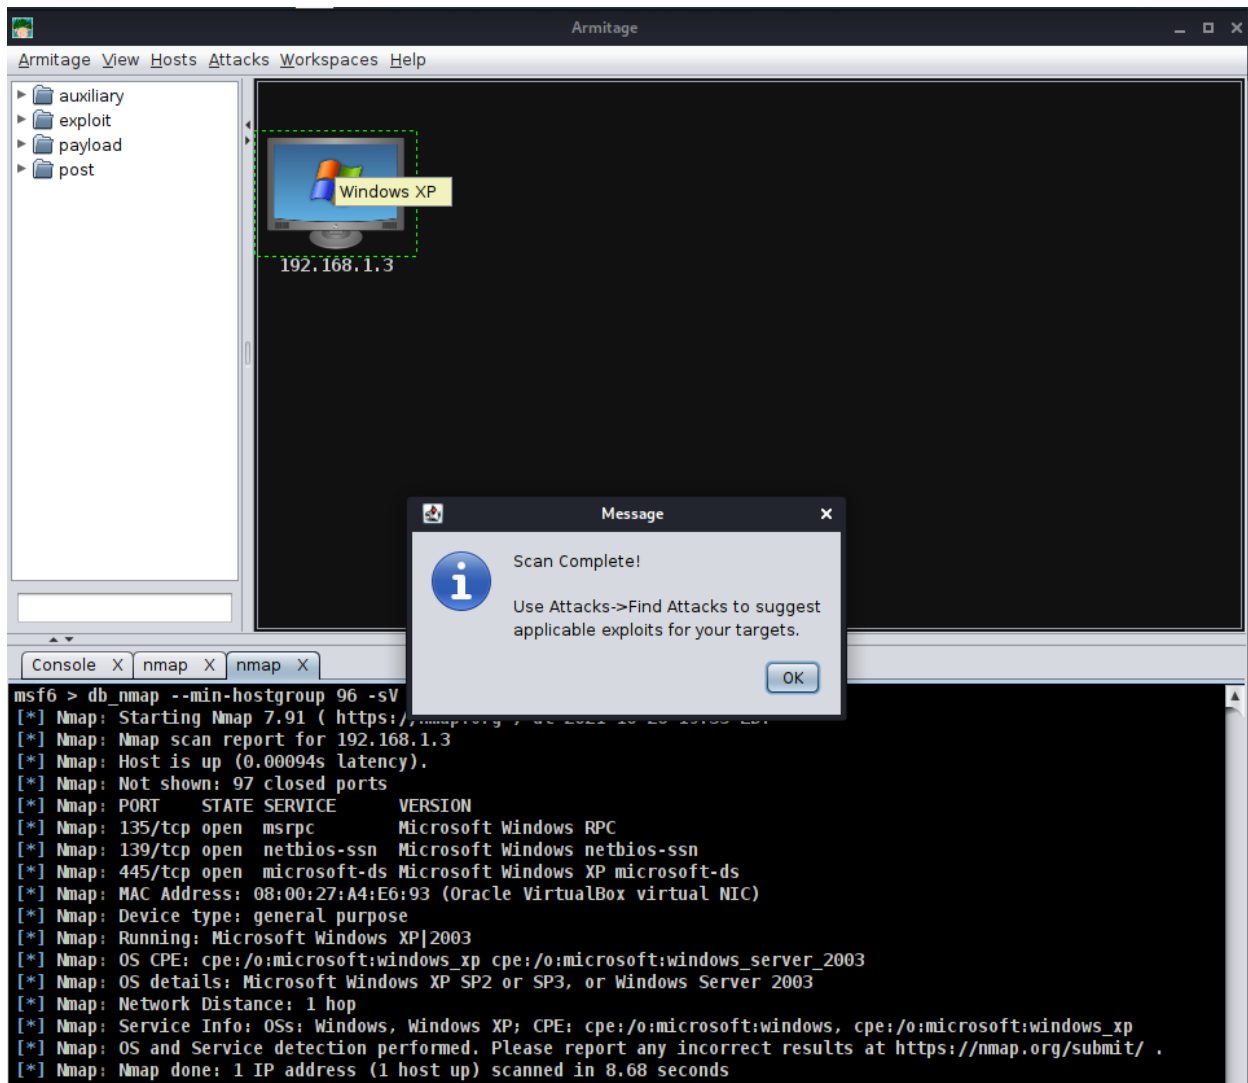 Armitage
Armitage View Hosts Attacks Workspaces Help
auxiliary
exploit
payload
post
Windows XP
192.168.1.3
Message
Scan Complete!
Use Attacks->Find Attacks to suggest
applicable exploits for your targets.
OK
Console X nmap X nmap X
msf6 > db_nmap --min-hostgroup 96 -sV
[*] Nmap: Starting Nmap 7.91 ( https://nmap.org ) at 2021-10-26
[*] Nmap: Nmap scan report for 192.168.1.3
[*] Nmap: Host is up (0.00094s latency).
[*] Nmap: Not shown: 97 closed ports
[*] Nmap: PORT STATE SERVICE VERSION
[*] Nmap: 135/tcp open msrpc Microsoft Windows RPC
[*] Nmap: 139/tcp open netbios-ssn Microsoft Windows netbios-ssn
[*] Nmap: 445/tcp open microsoft-ds Microsoft Windows XP microsoft-ds
[*] Nmap: MAC Address: 08:00:27:A4:E6:93 (Oracle VirtualBox virtual NIC)
[*] Nmap: Device type: general purpose
[*] Nmap: Running: Microsoft Windows XP|2003
[*] Nmap: OS CPE: cpe:/o:microsoft:windows_xp cpe:/o:microsoft:windows_server_2003
[*] Nmap: OS details: Microsoft Windows XP SP2 or SP3, or Windows Server 2003
[*] Nmap: Network Distance: 1 hop
[*] Nmap: Service Info: OSs: Windows, Windows XP; CPE: cpe:/o:microsoft:windows, cpe:/o:microsoft:windows_xp
[*] Nmap: OS and Service detection performed. Please report any incorrect results at https://nmap.org/submit/ .
[*] Nmap: Nmap done: 1 IP address (1 host up) scanned in 8.68 seconds